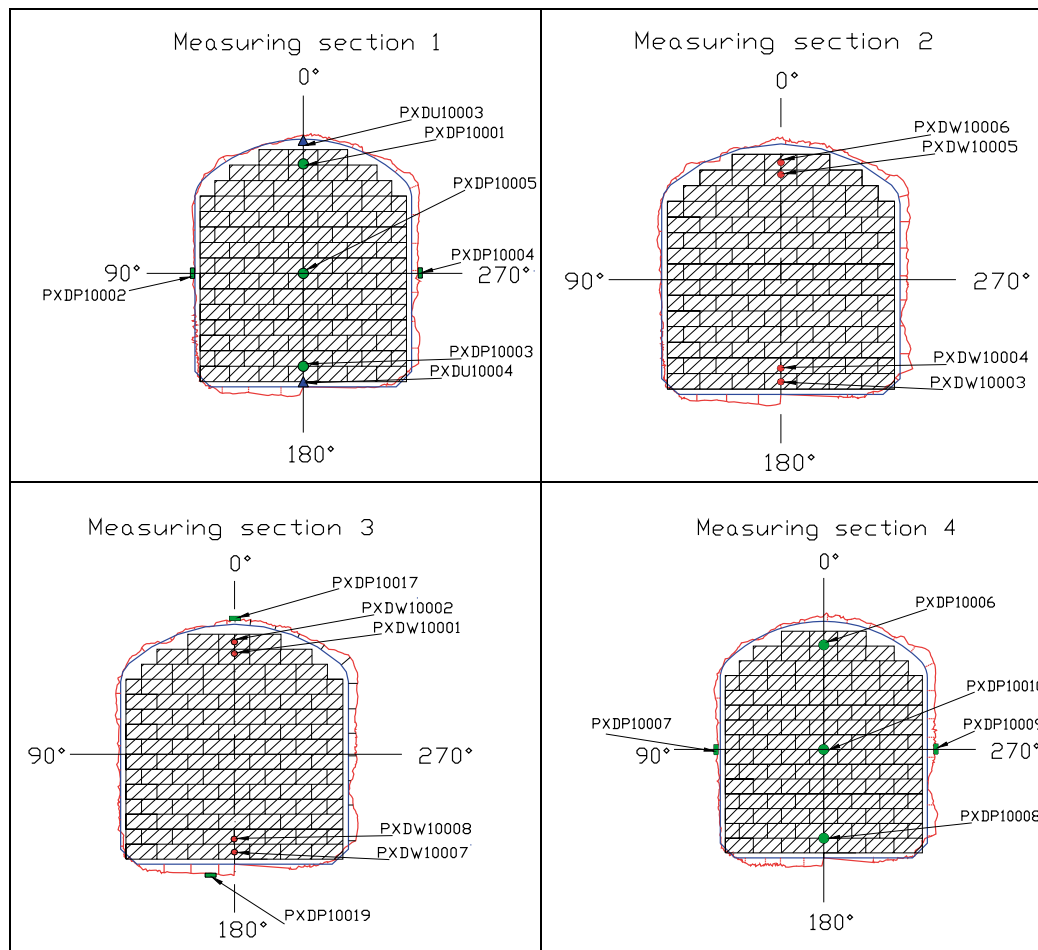 Measuring section 1
0°
PXDU10003
PXDP10001
PXDP10005
PXDP10004
90°
270°
PXDP10002
PXDP10003
PXDU10004
180°
Measuring section 2
0°
PXDW10006
PXDW10005
90°
270°
PXDW10004
PXDW10003
180°
Measuring section 3
0°
PXDP10017
PXDW10002
PXDW10001
90°
270°
PXDW10008
PXDW10007
PXDP10019
180°
Measuring section 4
0°
PXDP10006
PXDP10010
PXDP10007
PXDP10009
90°
270°
PXDP10008
180°